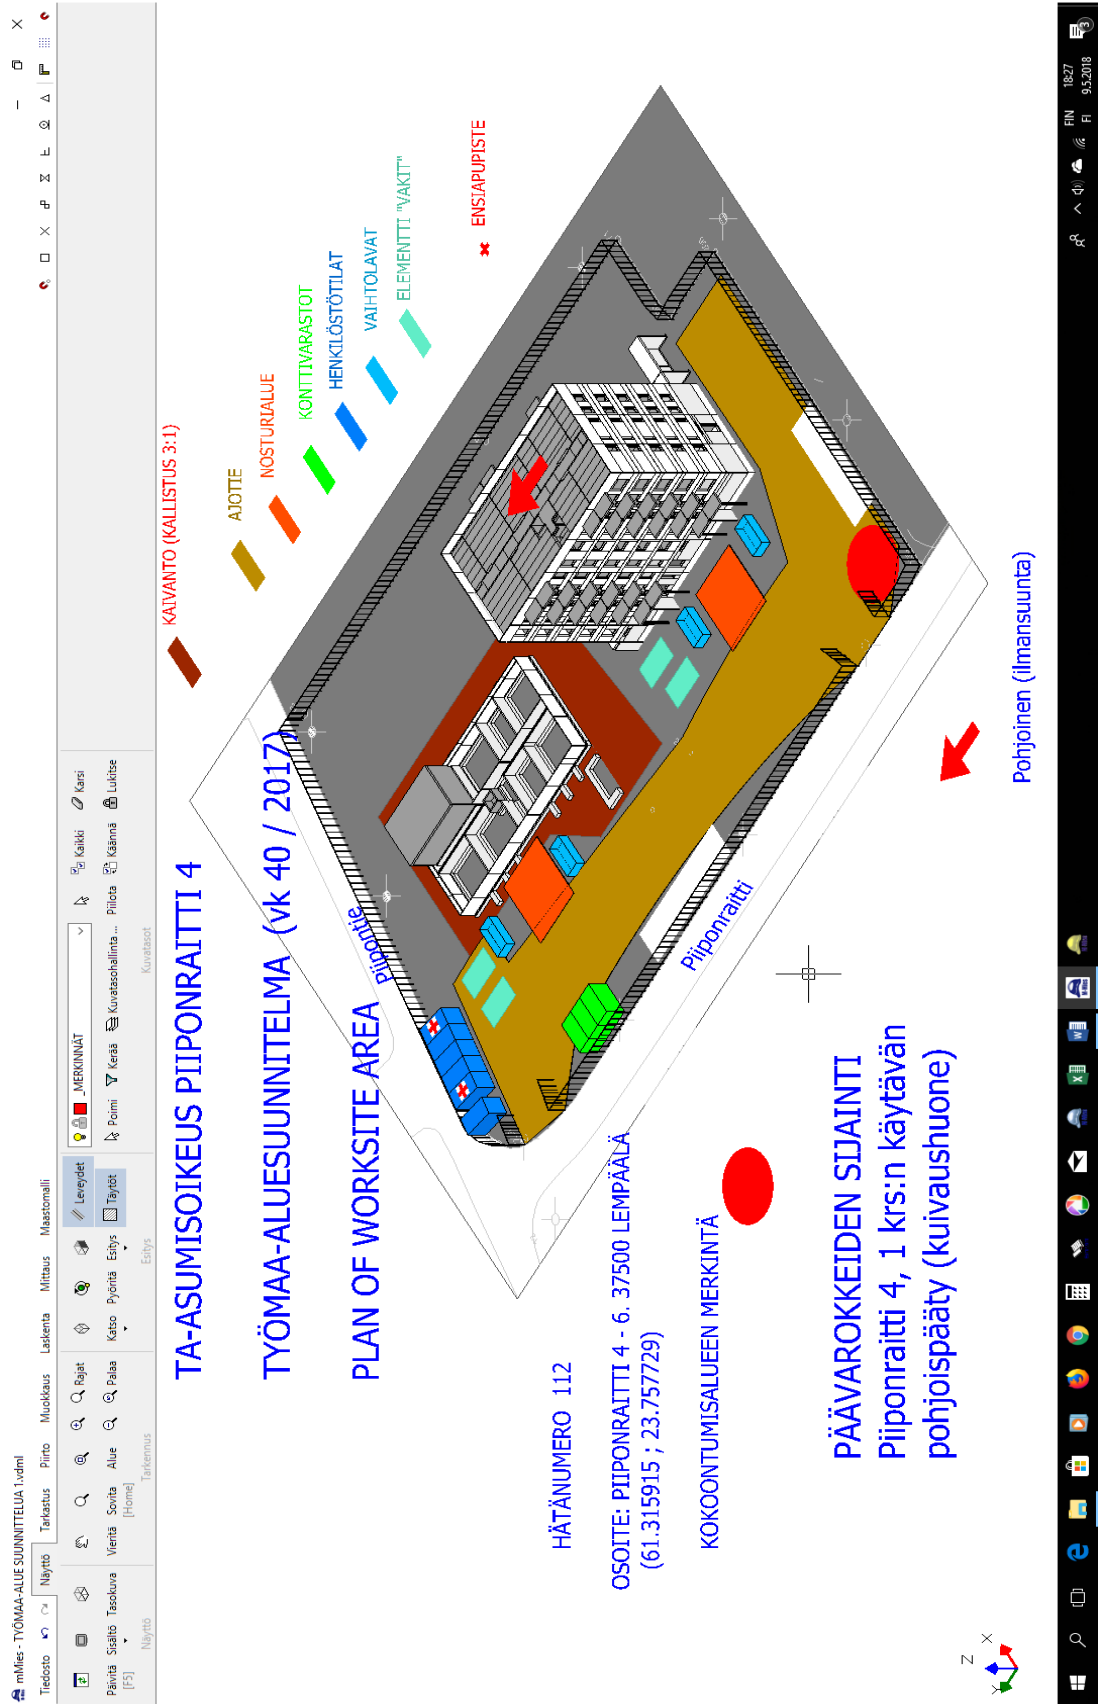 mMies - TYÖMAA-ALUE SUUNNITTELUA 1.vdml
Tiedosto
Näyttö
Tarkastus
Piirto
Muokkaus
Laskenta
Mittaus
Maastomalli
Päivitä
[F5]
Sisältö
Tasokuva
Näyttö
Vieritä
Sovita
[Home]
Alue
Rajat
Palaa
Tarkennus
Katso
Pyöritä
Esitys
Leveydet
Täytöt
Esitys
_MERKINNÄT
Poimi
Kerää
Kuvatasohallinta...
Piilota
Kaikki
Käännä
Karsi
Lukitse
Kuvatasot
TA-ASUMISOIKEUS PIIPONRAITTI 4
TYÖMAA-ALUESUUNNITELMA (vk 40 / 2017)
PLAN OF WORKSITE AREA
KAIVANTO (KALLISTUS 3:1)
AJOTIE
NOSTURIALUE
KONTTIVARASTOT
HENKILÖSTÖTILAT
VAIHTOLAVAT
ELEMENTTI "VAKIT"
ENSIAPUPISTE
Piipontie
Piiponraitti
HÄTÄNUMERO 112
OSOITE: PIIPONRAITTI 4 - 6. 37500 LEMPÄÄLÄ
(61.315915 ; 23.757729)
KOKOONTUMISALUEEN MERKINTÄ
PÄÄVAROKKEIDEN SIJAINTI
Piiponraitti 4, 1 krs:n käytävän
pohjoispääty (kuivaushuone)
Pohjoinen (ilmansuunta)
Z
X
Y
FIN
FI
18:27
9.5.2018
3